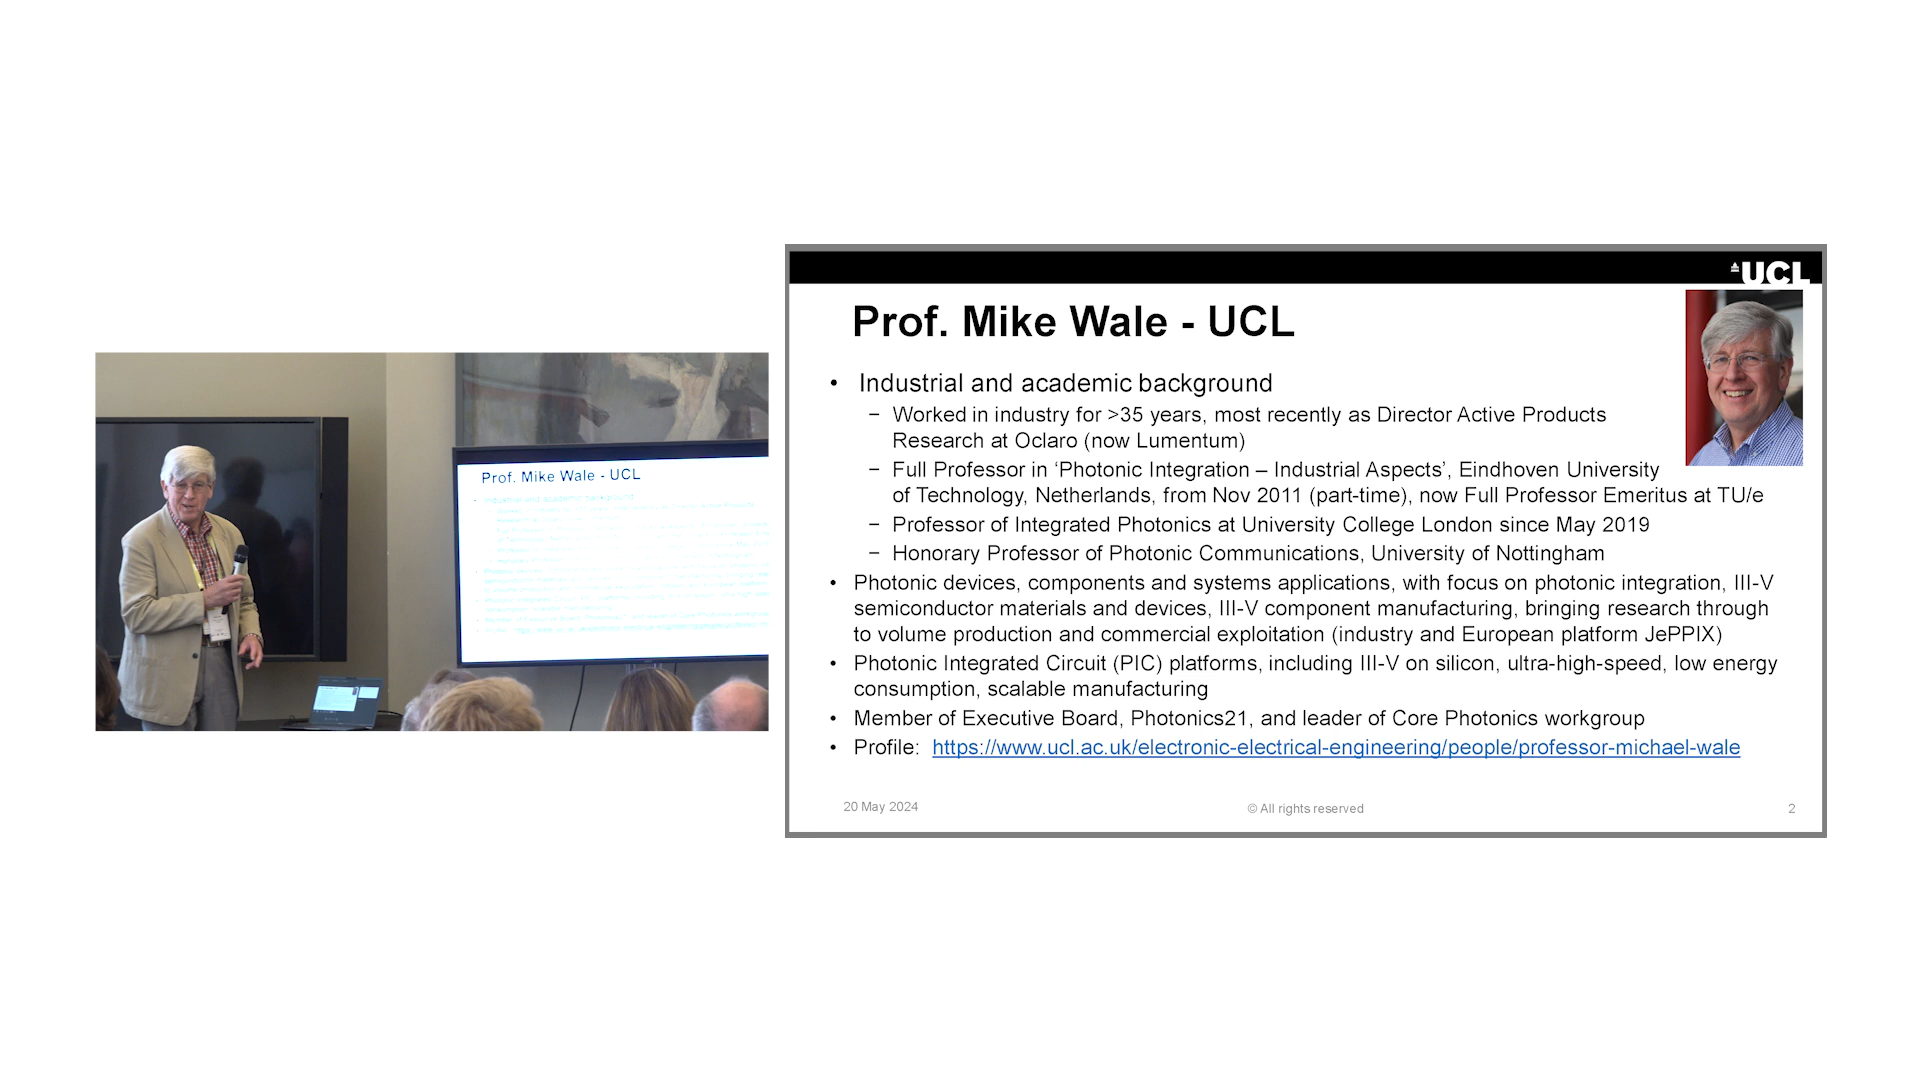 Prof. Mike Wale - UCL
UCL
Prof. Mike Wale - UCL
• Industrial and academic background
− Worked in industry for >35 years, most recently as Director Active Products
Research at Oclaro (now Lumentum)
− Full Professor in ‘Photonic Integration – Industrial Aspects’, Eindhoven University
of Technology, Netherlands, from Nov 2011 (part-time), now Full Professor Emeritus at TU/e
− Professor of Integrated Photonics at University College London since May 2019
− Honorary Professor of Photonic Communications, University of Nottingham
• Photonic devices, components and systems applications, with focus on photonic integration, III-V
semiconductor materials and devices, III-V component manufacturing, bringing research through
to volume production and commercial exploitation (industry and European platform JePPIX)
• Photonic Integrated Circuit (PIC) platforms, including III-V on silicon, ultra-high-speed, low energy
consumption, scalable manufacturing
• Member of Executive Board, Photonics21, and leader of Core Photonics workgroup
• Profile: https://www.ucl.ac.uk/electronic-electrical-engineering/people/professor-michael-wale
20 May 2024
© All rights reserved
2